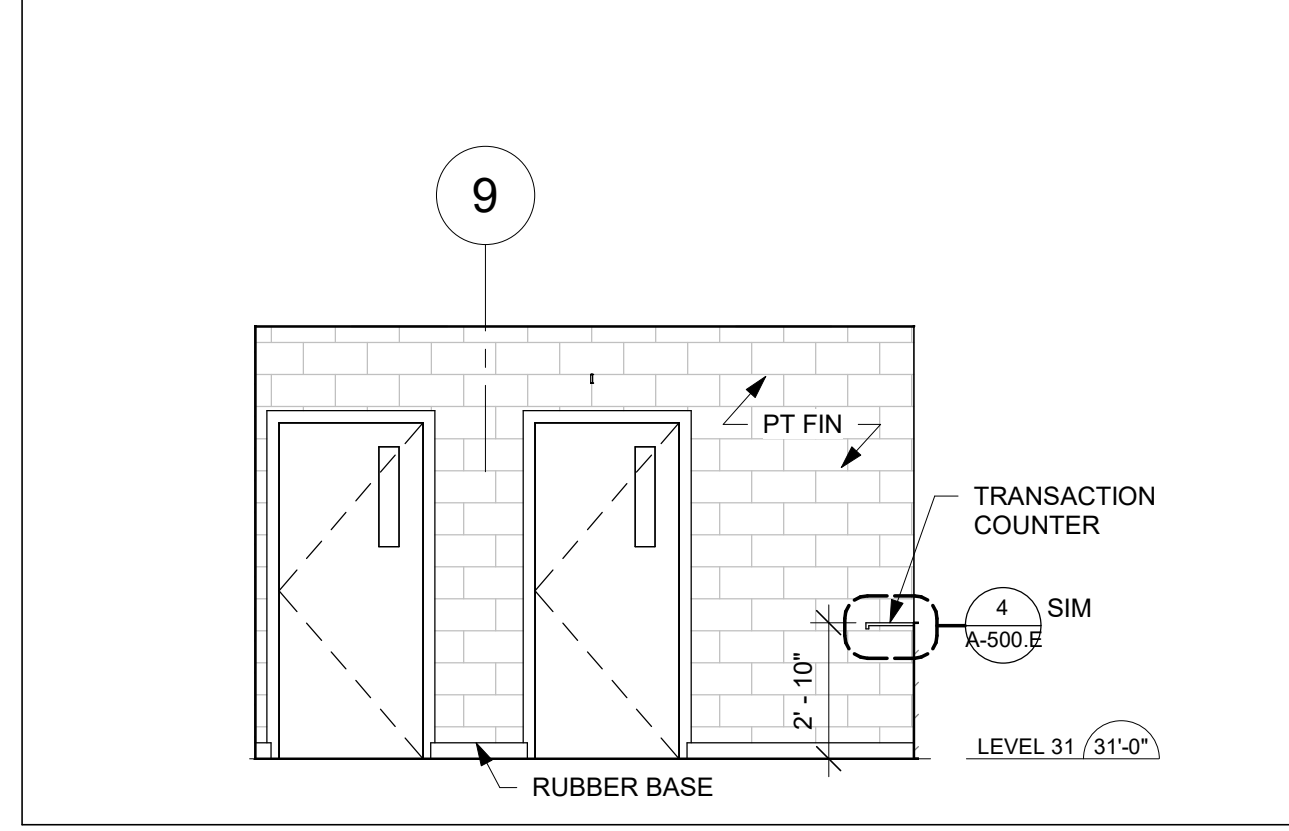 9
PT FIN
TRANSACTION
COUNTER
4
SIM
A-500.E
2' - 10"
LEVEL 31
31'-0"
RUBBER BASE